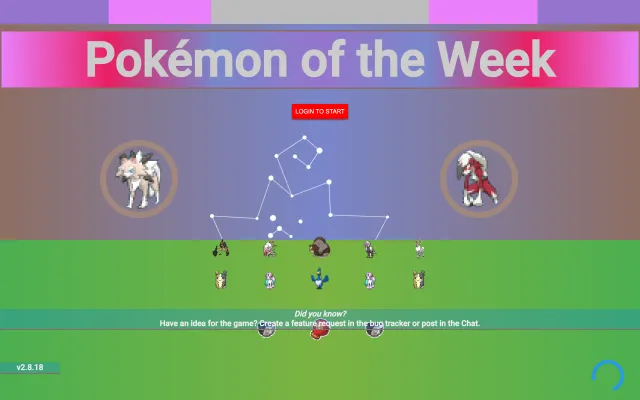 Pokémon of the Week
LOGIN TO START
Did you know?
Have an idea for the game? Create a feature request in the bug tracker or post in the Chat.
v2.8.18